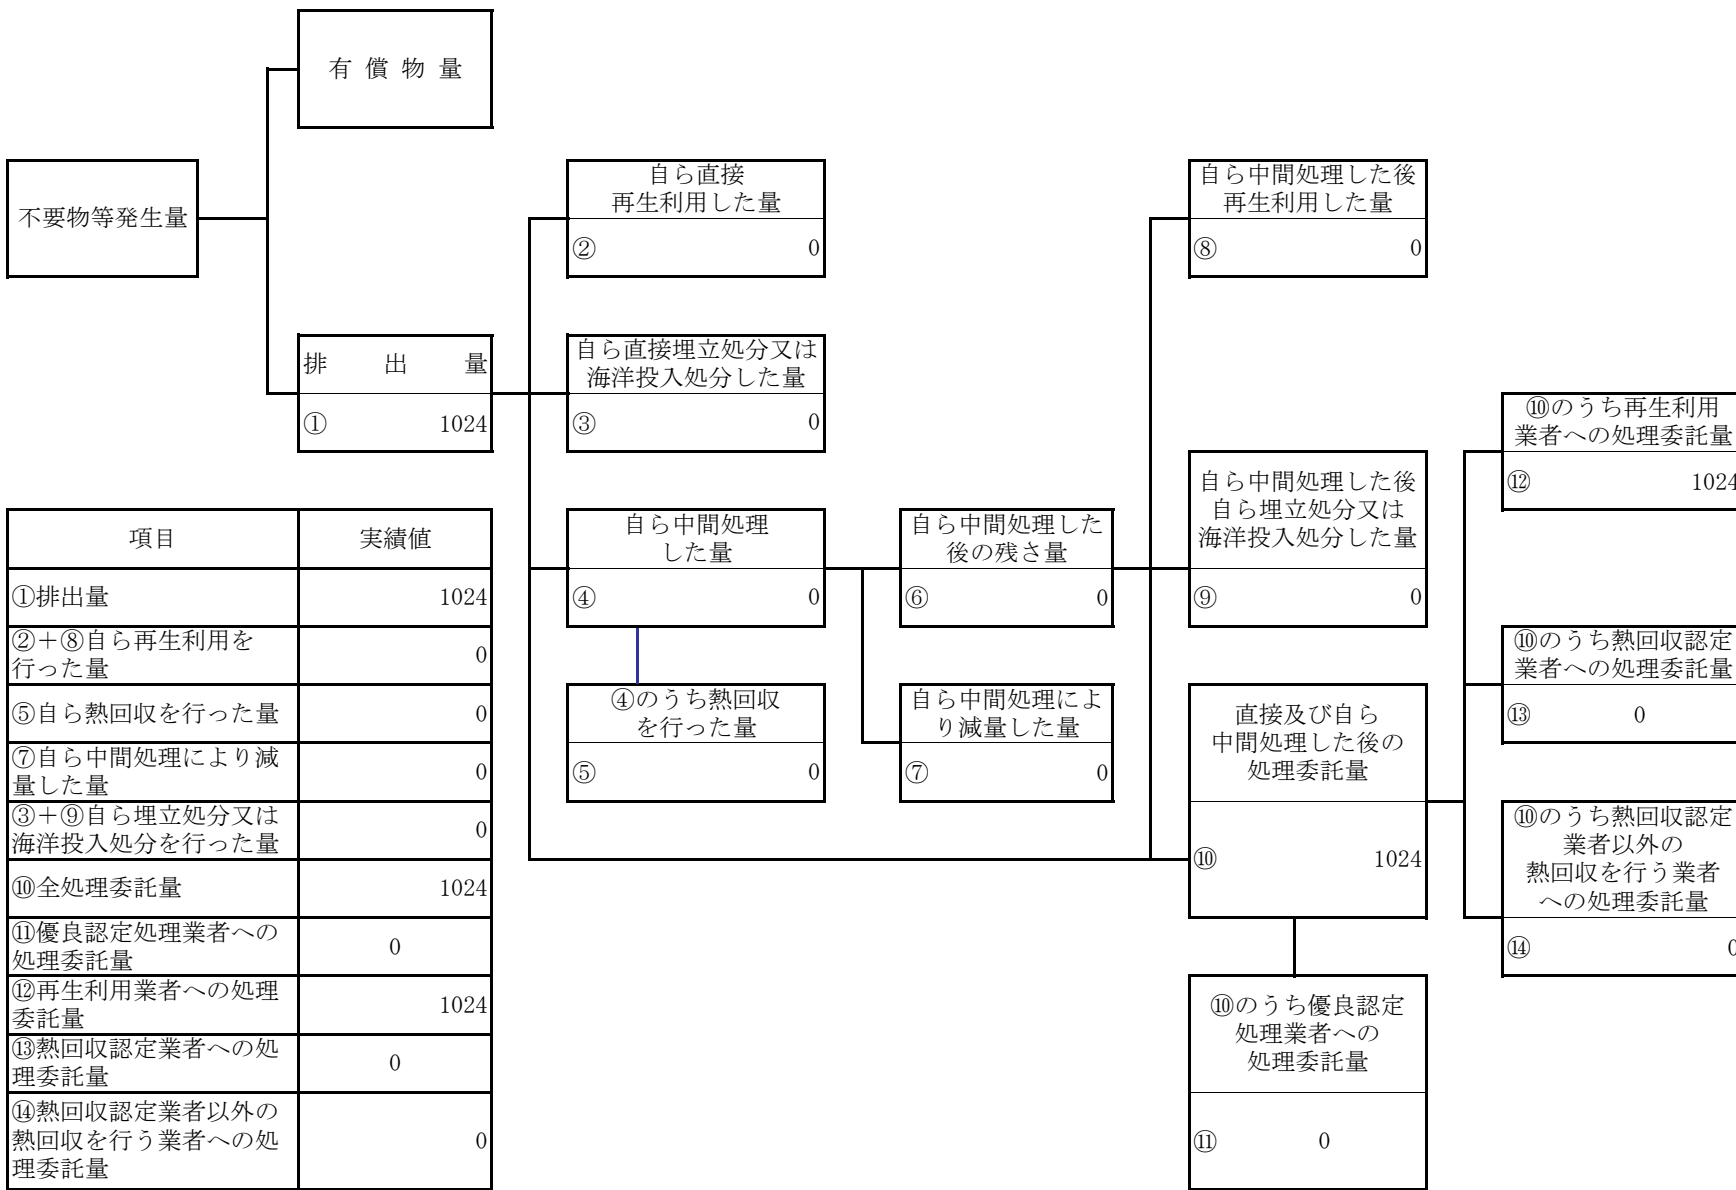 有 償 物 量
不要物等発生量
自ら直接
再生利用した量
② 0
自ら中間処理した後
再生利用した量
⑧ 0
排 出 量
① 1024
自ら直接埋立処分又は
海洋投入処分した量
③ 0
⑩のうち再生利用
業者への処理委託量
⑫ 1024
自ら中間処理した後
自ら埋立処分又は
海洋投入処分した量
⑨ 0
自ら中間処理
した量
④ 0
自ら中間処理した
後の残さ量
⑥ 0
⑩のうち熱回収認定
業者への処理委託量
⑬ 0
④のうち熱回収
を行った量
⑤ 0
自ら中間処理によ
り減量した量
⑦ 0
直接及び自ら
中間処理した後の
処理委託量
⑩ 1024
⑩のうち熱回収認定
業者以外の
熱回収を行う業者
への処理委託量
⑭ 0
⑩のうち優良認定
処理業者への
処理委託量
⑪ 0
項目 実績値
①排出量 1024
②+⑧自ら再生利用を
行った量 0
⑤自ら熱回収を行った量 0
⑦自ら中間処理により減
量した量 0
③+⑨自ら埋立処分又は
海洋投入処分を行った量 0
⑩全処理委託量 1024
⑪優良認定処理業者への
処理委託量 0
⑫再生利用業者への処理
委託量 1024
⑬熱回収認定業者への処
理委託量 0
⑭熱回収認定業者以外の
熱回収を行う業者への処
理委託量 0